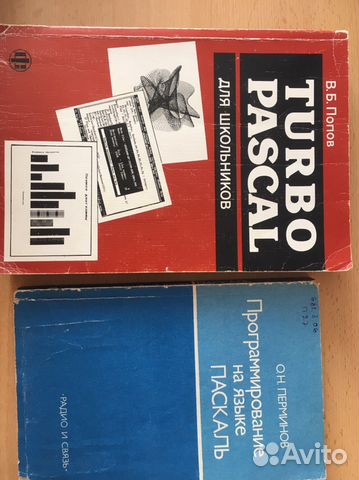 В. Б. Попов
TURBO
PASCAL
ДЛЯ ШКОЛЬНИКОВ
О.Н. ПЕРМИНОВ
Программирование
на языке
ПАСКАЛЬ
«РАДИО И СВЯЗЬ»
Avito